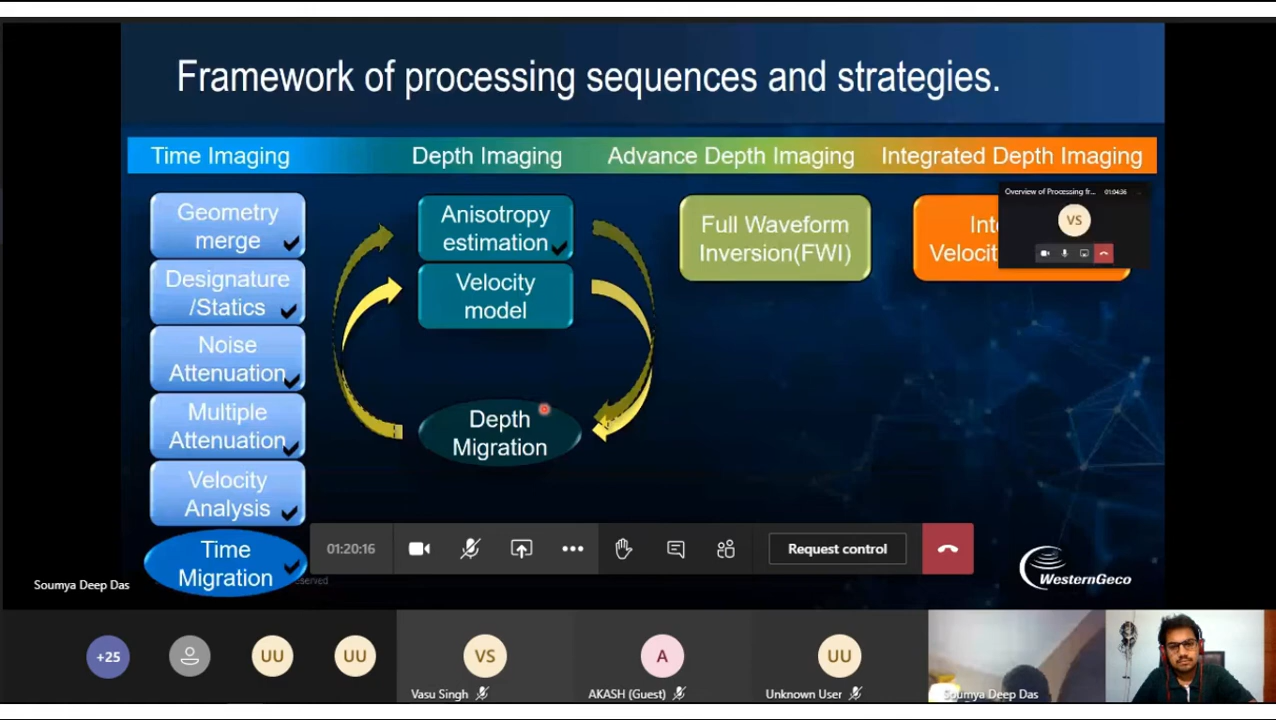 Framework of processing sequences and strategies.
Time Imaging
Depth Imaging
Advance Depth Imaging
Integrated Depth Imaging
Geometry
merge
Designature
/Statics
Noise
Attenuation
Multiple
Attenuation
Velocity
Analysis
Time
Migration
Anisotropy
estimation
Velocity
model
Depth
Migration
Full Waveform
Inversion(FWI)
Overview of Processing fr...
01:04:36
VS
01:20:16
Request control
WesternGeco
Soumya Deep Das
+25
UU
UU
VS
Vasu Singh
A
AKASH (Guest)
UU
Unknown User
Soumya Deep Das